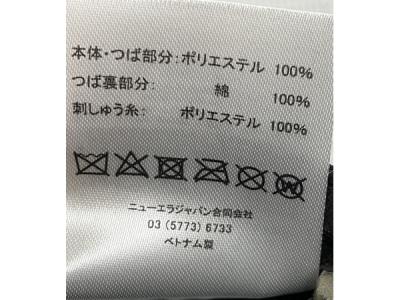 本体・つば部分：ポリエステル 100%
つば裏部分： 綿 100%
刺しゅう糸： ポリエステル 100%
W
ニューエラジャパン合同会社
03 (5773) 6733
ベトナム製